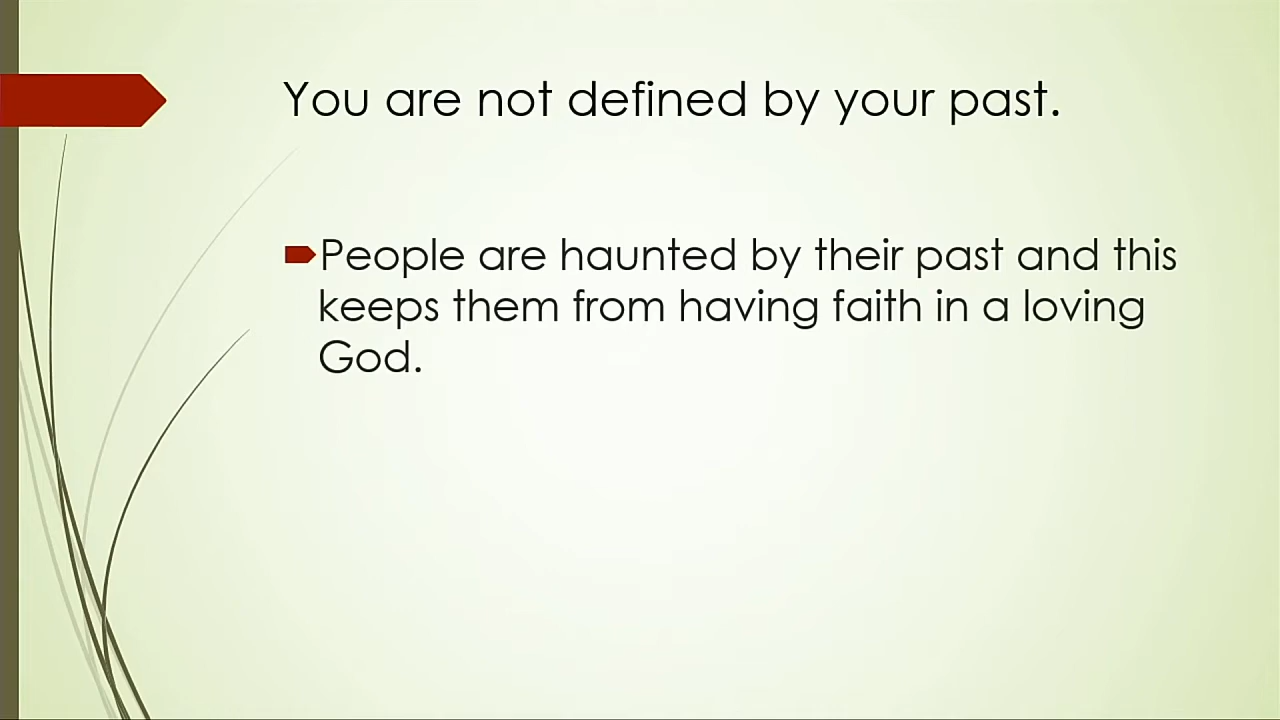 You are not defined by your past.
People are haunted by their past and this
keeps them from having faith in a loving
God.